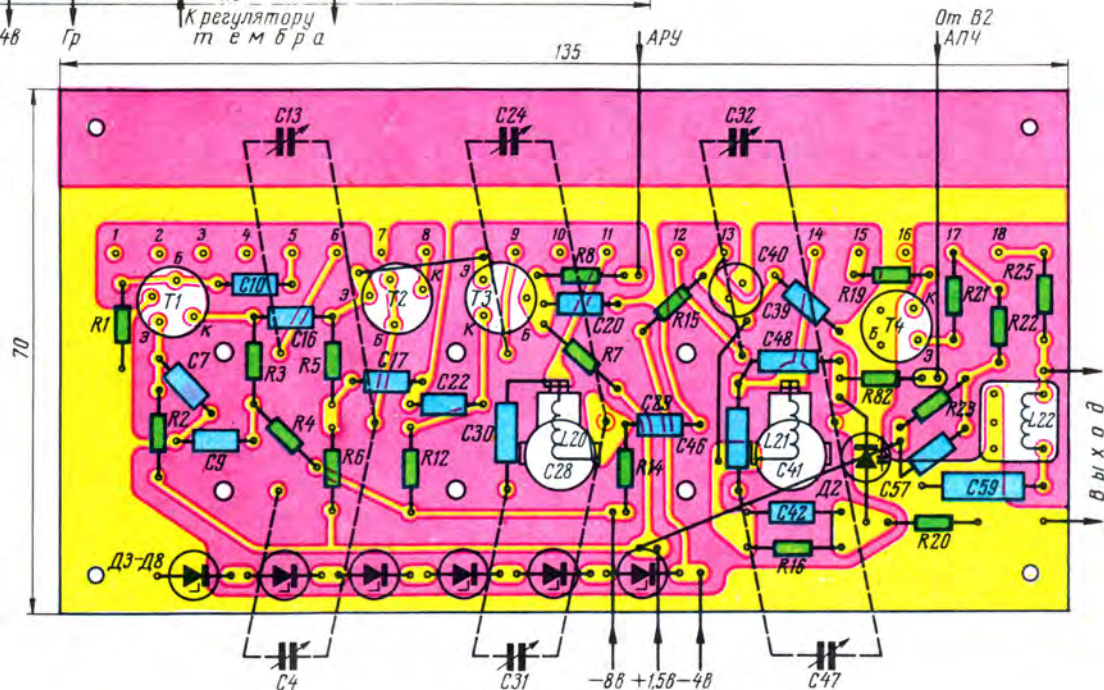 К регулятору
тембра
4в
Гр
АРУ
От В2
АПЧ
135
70
C13
C24
C32
1 2 3 4 5 6 7 8 9 10 11 12 13 14 15 16 17 18
Б
T1
Э
К
R1
C10
C16
Э
T2
К
Б
Э
T3
К
Б
R8
C20
R15
C40
C39
R19
К
T4
Б
Э
R21
R22
R25
C7
R3
R5
C17
C22
R7
C48
R82
R23
L22
R2
C9
R4
R6
R12
C30
L20
C28
R14
C83
C46
L21
C41
Д2
C57
C59
C42
R16
R20
Выход
Д3-Д8
C4
C31
-8в +1,5в -4в
C47